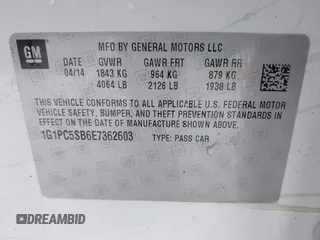 GM
MFD BY GENERAL MOTORS LLC
DATE GVWR GAWR FRT GAWR RR
04/14 1843 KG 964 KG 879 KG
4064 LB 2126 LB 1938 LB
THIS VEHICLE CONFORMS TO ALL APPLICABLE U.S. FEDERAL MOTOR
VEHICLE SAFETY, BUMPER, AND THEFT PREVENTION STANDARDS
IN EFFECT ON THE DATE OF MANUFACTURE SHOWN ABOVE.
1G1PC5SB6E7362603 TYPE: PASS CAR